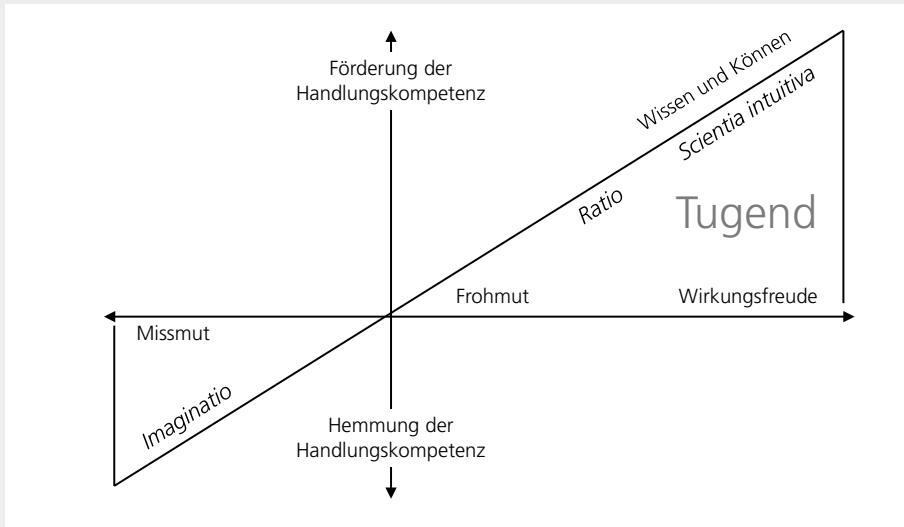 Förderung der
Handlungskompetenz
Wissen und Können
Scientia intuitiva
Ratio
Tugend
Frohmut
Wirkungsfreude
Missmut
Imaginatio
Hemmung der
Handlungskompetenz